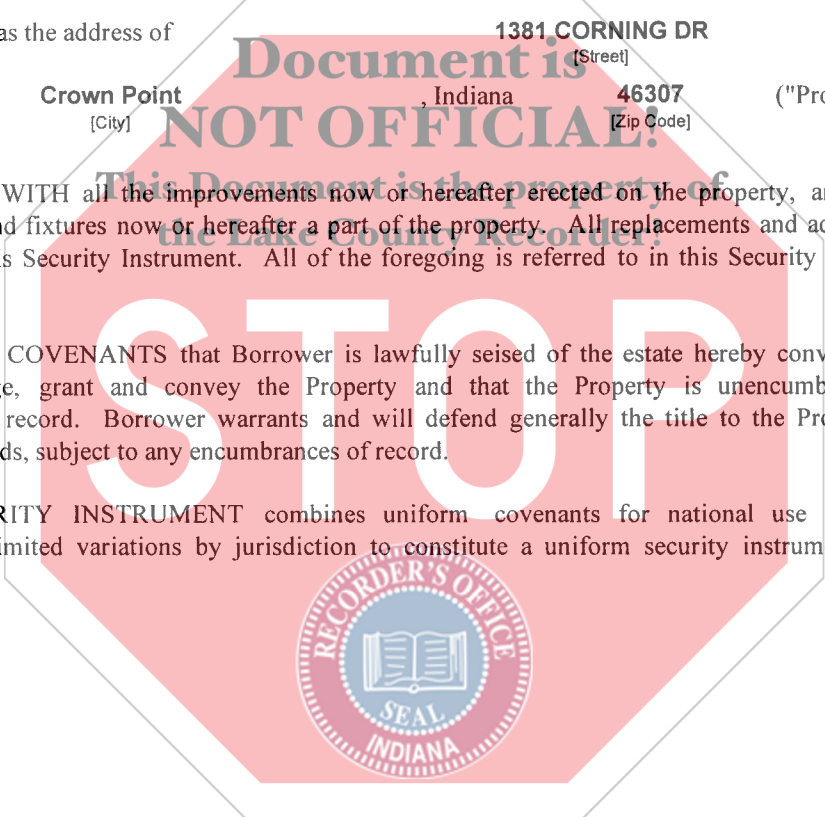 as the address of 1381 CORNING DR
[Street]
Document is
Crown Point , Indiana 46307 ("Pro
[City] [Zip Code]
NOT OFFICIAL!
This Document is the property of
WITH all the improvements now or hereafter erected on the property, an
nd fixtures now or hereafter a part of the property. All replacements and ad
the Lake County Recorder!
is Security Instrument. All of the foregoing is referred to in this Security
STOP
COVENANTS that Borrower is lawfully seised of the estate hereby conv
ge, grant and convey the Property and that the Property is unencumb
record. Borrower warrants and will defend generally the title to the Pro
ds, subject to any encumbrances of record.
RITY INSTRUMENT combines uniform covenants for national use
imited variations by jurisdiction to constitute a uniform security instrum
RECORDER'S OFFICE
SEAL
INDIANA